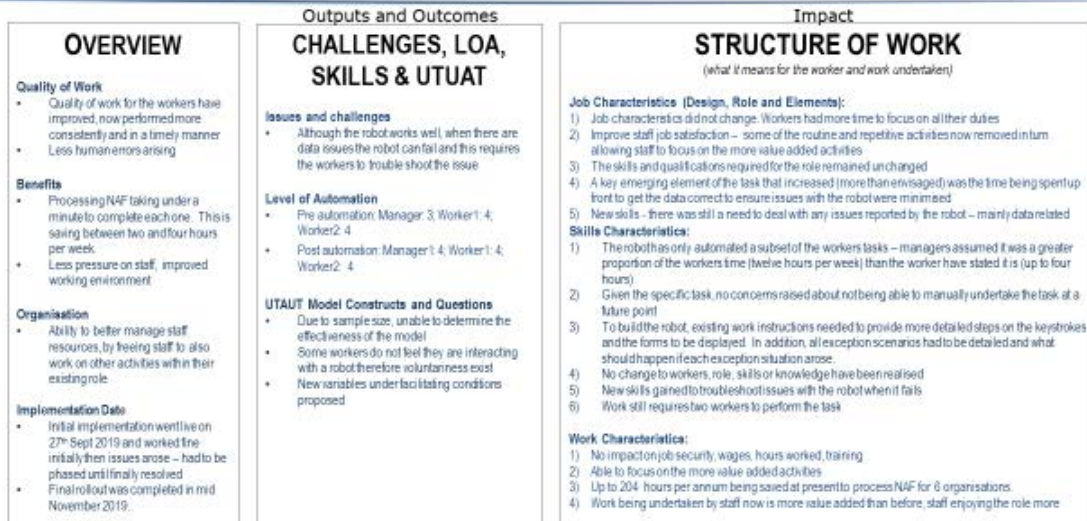 Outputs and Outcomes
Impact
OVERVIEW
Quality of Work
• Quality of work for the workers have
improved, now performed more
consistently and in a timely manner
• Less human errors arising
Benefits
• Processing NAF taking under a
minute to complete each one. This is
saving between two and four hours
per week.
• Less pressure on staff, improved
working environment
Organisation
• Ability to better manage staff
resources, by freeing staff to also
work on other activities within their
existing role
Implementation Date
• Initial implementation went live on
27th Sept 2019 and worked fine
initially then issues arose – had to be
phased until finally resolved
• Final rollout was completed in mid
November 2019.
CHALLENGES, LOA,
SKILLS & UTUAT
Issues and challenges
• Although the robot works well, when there are
data issues the robot can fail and this requires
the workers to trouble shoot the issue
Level of Automation
• Pre automation: Manager: 3; Worker1: 4;
Worker2: 4
• Post automation: Manager1: 4; Worker1: 4;
Worker2: 4
UTAUT Model Constructs and Questions
• Due to sample size, unable to determine the
effectiveness of the model
• Some workers do not feel they are interacting
with a robot therefore voluntariness exist
• New variables under facilitating conditions
proposed
STRUCTURE OF WORK
(what it means for the worker and work undertaken)
Job Characteristics (Design, Role and Elements):
1) Job characteristics did not change. Workers had more time to focus on all their duties
2) Improve staff job satisfaction – some of the routine and repetitive activities now removed in turn
allowing staff to focus on the more value added activities
3) The skills and qualifications required for the role remained unchanged
4) A key emerging element of the task that increased (more than envisaged) was the time being spent up
front to get the data correct to ensure issues with the robot were minimised
5) New skills - there was still a need to deal with any issues reported by the robot – mainly data related
Skills Characteristics:
1) The robot has only automated a subset of the workers tasks – managers assumed it was a greater
proportion of the workers time (twelve hours per week) than the worker have stated it is (up to four
hours)
2) Given the specific task, no concerns raised about not being able to manually undertake the task at a
future point
3) To build the robot, existing work instructions needed to provide more detailed steps on the keystrokes
and the forms to be displayed. In addition, all exception scenarios had to be detailed and what
should happen if each exception situation arose.
4) No change to workers, role, skills or knowledge have been realised
5) New skills gained to troubleshoot issues with the robot when it fails
6) Work still requires two workers to perform the task
Work Characteristics:
1) No impact on job security, wages, hours worked, training
2) Able to focus on the more value added activities
3) Up to 204 hours per annum being saved at present to process NAF for 6 organisations.
4) Work being undertaken by staff now is more value added than before, staff enjoying the role more